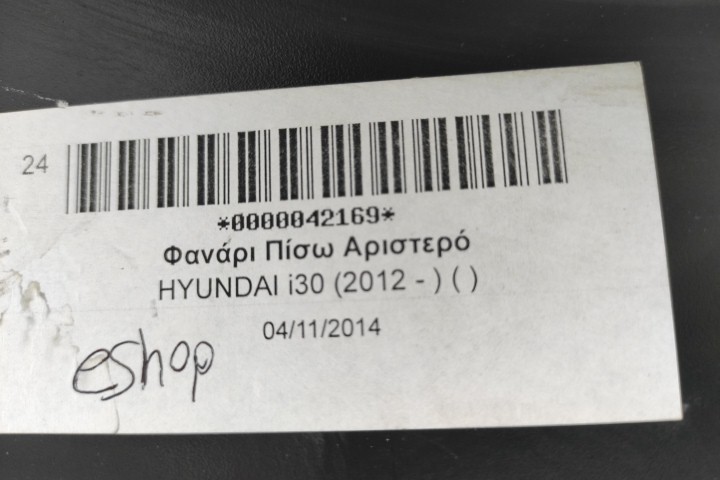 24
*0000042169*
Φανάρι Πίσω Αριστερό
HYUNDAI i30 (2012 - ) ( )
04/11/2014
eshop